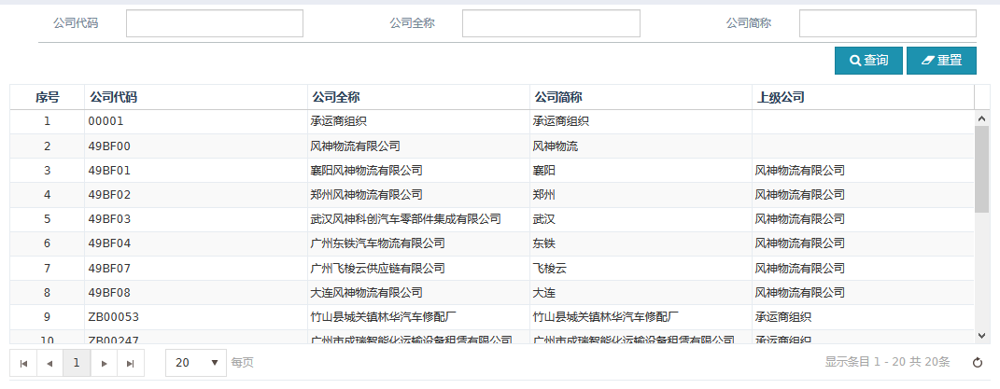 公司代码 公司全称 公司简称
查询 重置
序号 公司代码 公司全称 公司简称 上级公司
1 00001 承运商组织 承运商组织
2 49BF00 风神物流有限公司 风神物流
3 49BF01 襄阳风神物流有限公司 襄阳 风神物流有限公司
4 49BF02 郑州风神物流有限公司 郑州 风神物流有限公司
5 49BF03 武汉风神科创汽车零部件集成有限公司 武汉 风神物流有限公司
6 49BF04 广州东铁汽车物流有限公司 东铁 风神物流有限公司
7 49BF07 广州飞梭云供应链有限公司 飞梭云 风神物流有限公司
8 49BF08 大连风神物流有限公司 大连 风神物流有限公司
9 ZB00053 竹山县城关镇林华汽车修配厂 竹山县城关镇林华汽车修配厂 承运商组织
10 ZB00247 广州市成瑞智能化运输设备租赁有限公司 广州市成瑞智能化运输设备租赁有限公司 承运商组织
1 20 每页 显示条目 1 - 20 共 20条